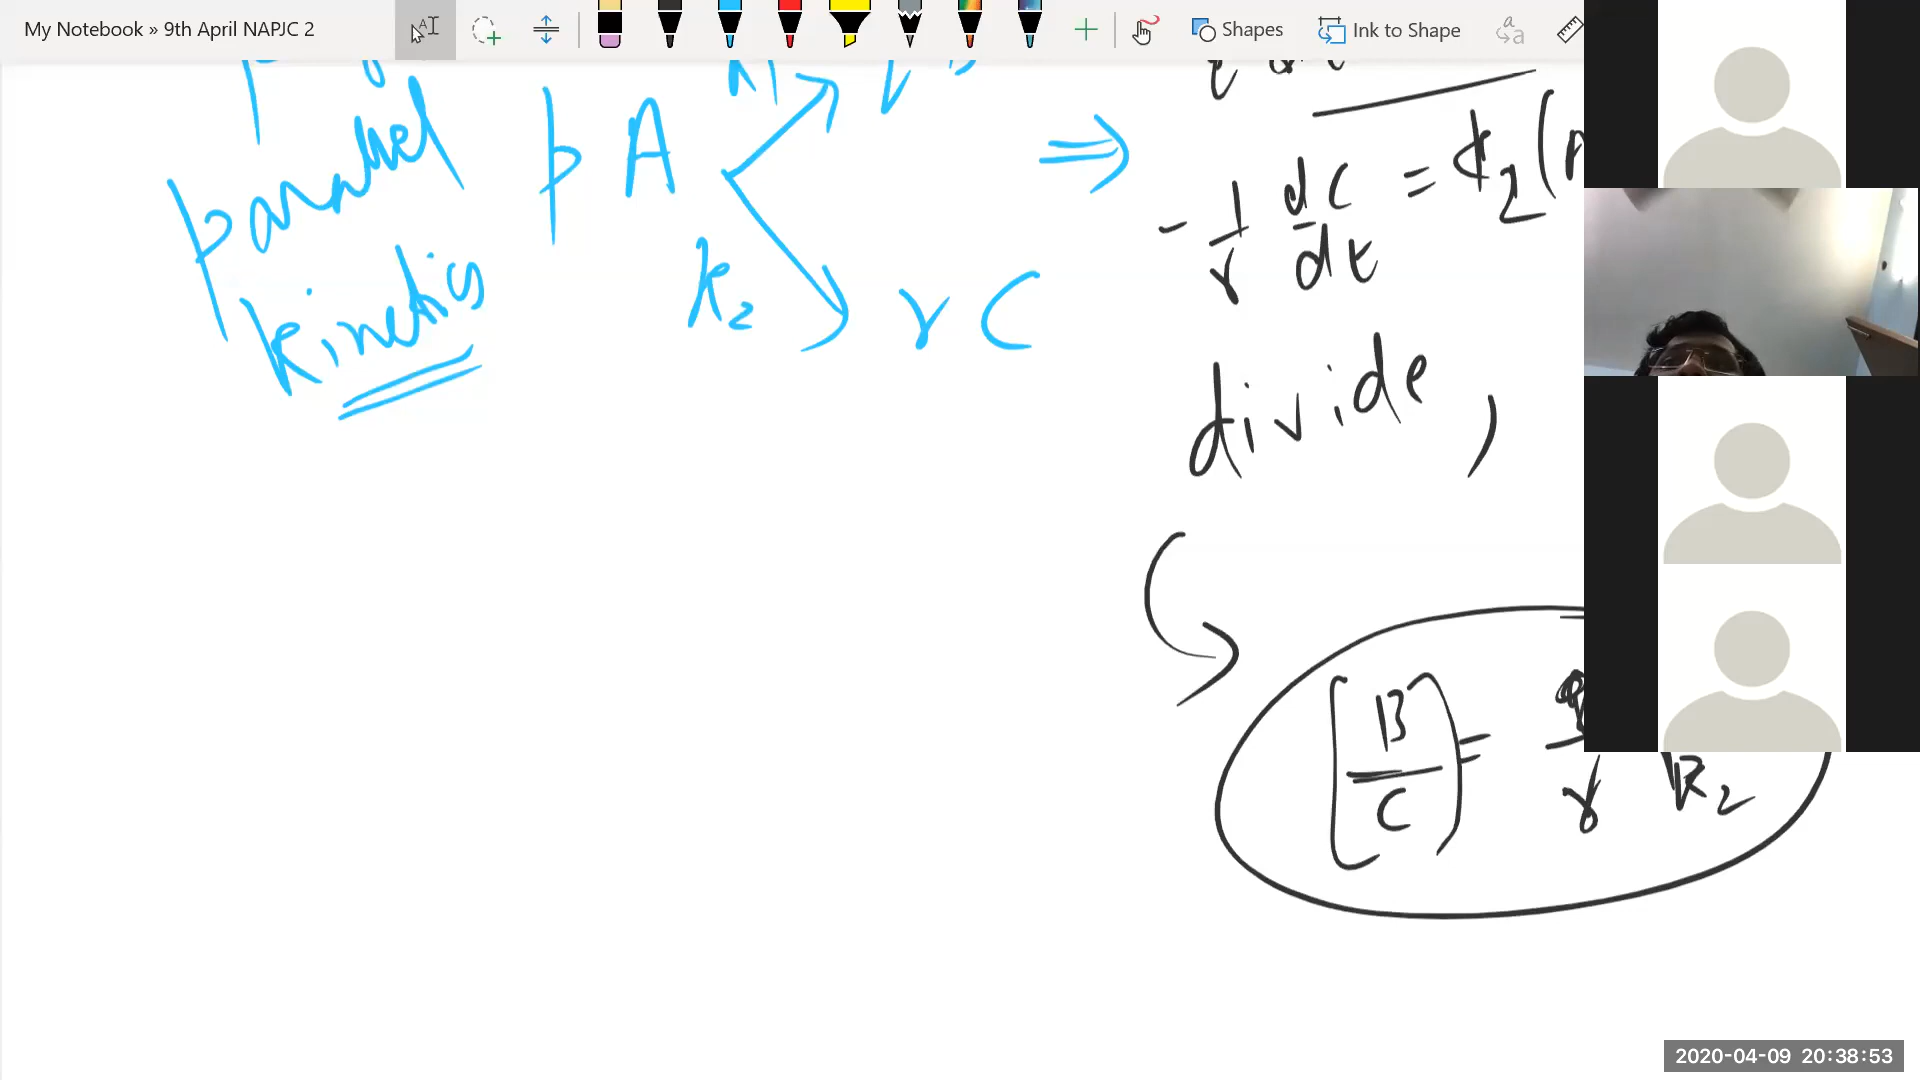 My Notebook » 9th April NAPJC 2
Shapes
Ink to Shape
parallel
kinetics
pA
k₂
rC
⇒
- 1/r dC/dt = k₂(
divide,
[B/C] = q/r k₂
2020-04-09 20:38:53